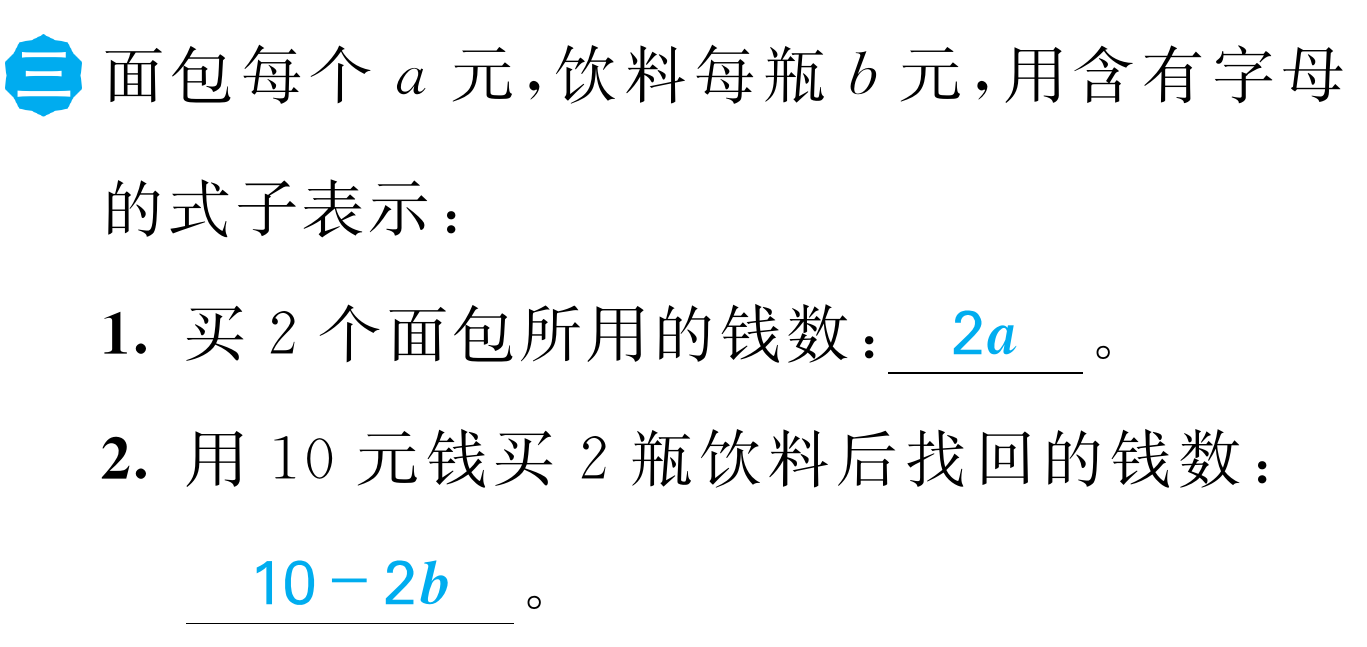 三 面包每个 a 元,饮料每瓶 b 元,用含有字母
的式子表示:
1. 买 2 个面包所用的钱数: 2a 。
2. 用 10 元钱买 2 瓶饮料后找回的钱数:
10－2b 。